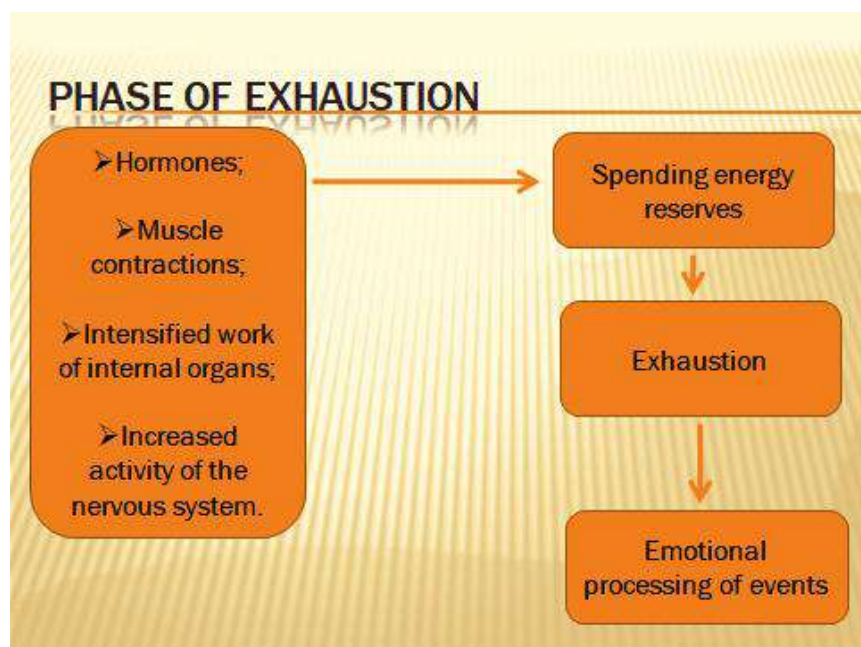 PHASE OF EXHAUSTION
➢Hormones;
➢Muscle
contractions;
➢Intensified work
of internal organs;
➢Increased
activity of the
nervous system.
Spending energy
reserves
Exhaustion
Emotional
processing of events